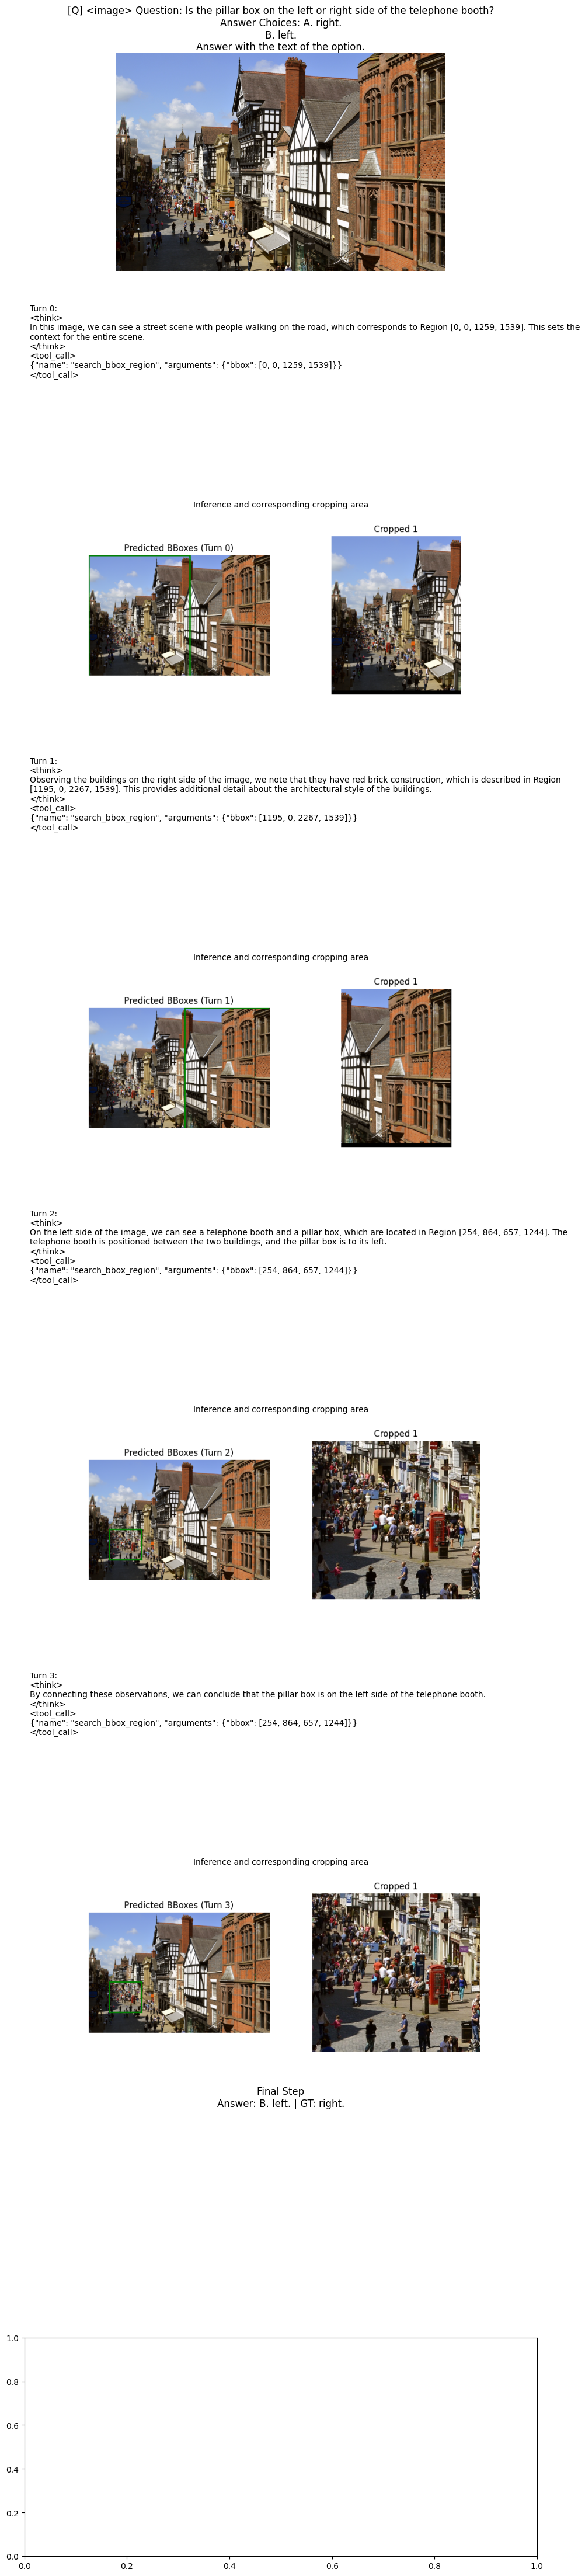 [Q] <image> Question: Is the pillar box on the left or right side of the telephone booth?
Answer Choices: A. right.
B. left.
Answer with the text of the option.
Turn 0:
<think>
In this image, we can see a street scene with people walking on the road, which corresponds to Region [0, 0, 1259, 1539]. This sets the
context for the entire scene.
</think>
<tool_call>
{"name": "search_bbox_region", "arguments": {"bbox": [0, 0, 1259, 1539]}}
</tool_call>
Inference and corresponding cropping area
Predicted BBoxes (Turn 0)
Cropped 1
Turn 1:
<think>
Observing the buildings on the right side of the image, we note that they have red brick construction, which is described in Region
[1195, 0, 2267, 1539]. This provides additional detail about the architectural style of the buildings.
</think>
<tool_call>
{"name": "search_bbox_region", "arguments": {"bbox": [1195, 0, 2267, 1539]}}
</tool_call>
Inference and corresponding cropping area
Predicted BBoxes (Turn 1)
Cropped 1
Turn 2:
<think>
On the left side of the image, we can see a telephone booth and a pillar box, which are located in Region [254, 864, 657, 1244]. The
telephone booth is positioned between the two buildings, and the pillar box is to its left.
</think>
<tool_call>
{"name": "search_bbox_region", "arguments": {"bbox": [254, 864, 657, 1244]}}
</tool_call>
Inference and corresponding cropping area
Predicted BBoxes (Turn 2)
Cropped 1
Turn 3:
<think>
By connecting these observations, we can conclude that the pillar box is on the left side of the telephone booth.
</think>
<tool_call>
{"name": "search_bbox_region", "arguments": {"bbox": [254, 864, 657, 1244]}}
</tool_call>
Inference and corresponding cropping area
Predicted BBoxes (Turn 3)
Cropped 1
Final Step
Answer: B. left. | GT: right.
1.0
0.8
0.6
0.4
0.2
0.0
0.0 0.2 0.4 0.6 0.8 1.0